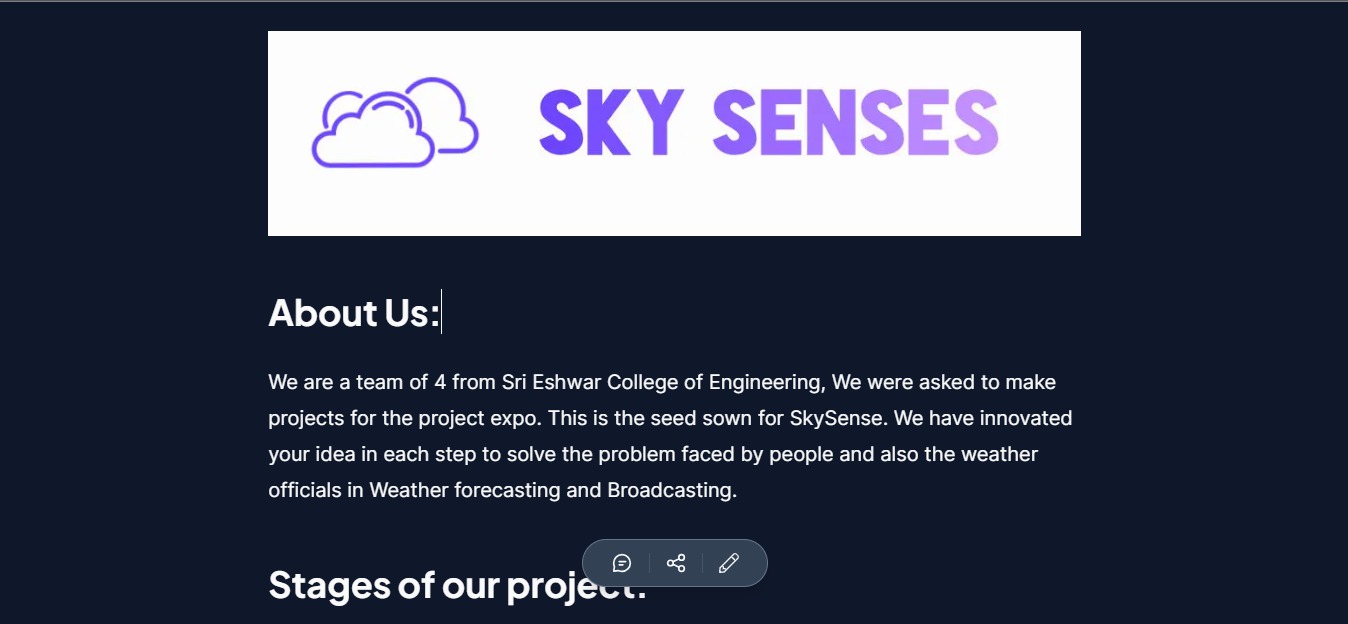 SKY SENSES
About Us:
We are a team of 4 from Sri Eshwar College of Engineering, We were asked to make
projects for the project expo. This is the seed sown for SkySense. We have innovated
your idea in each step to solve the problem faced by people and also the weather
officials in Weather forecasting and Broadcasting.
Stages of our project: